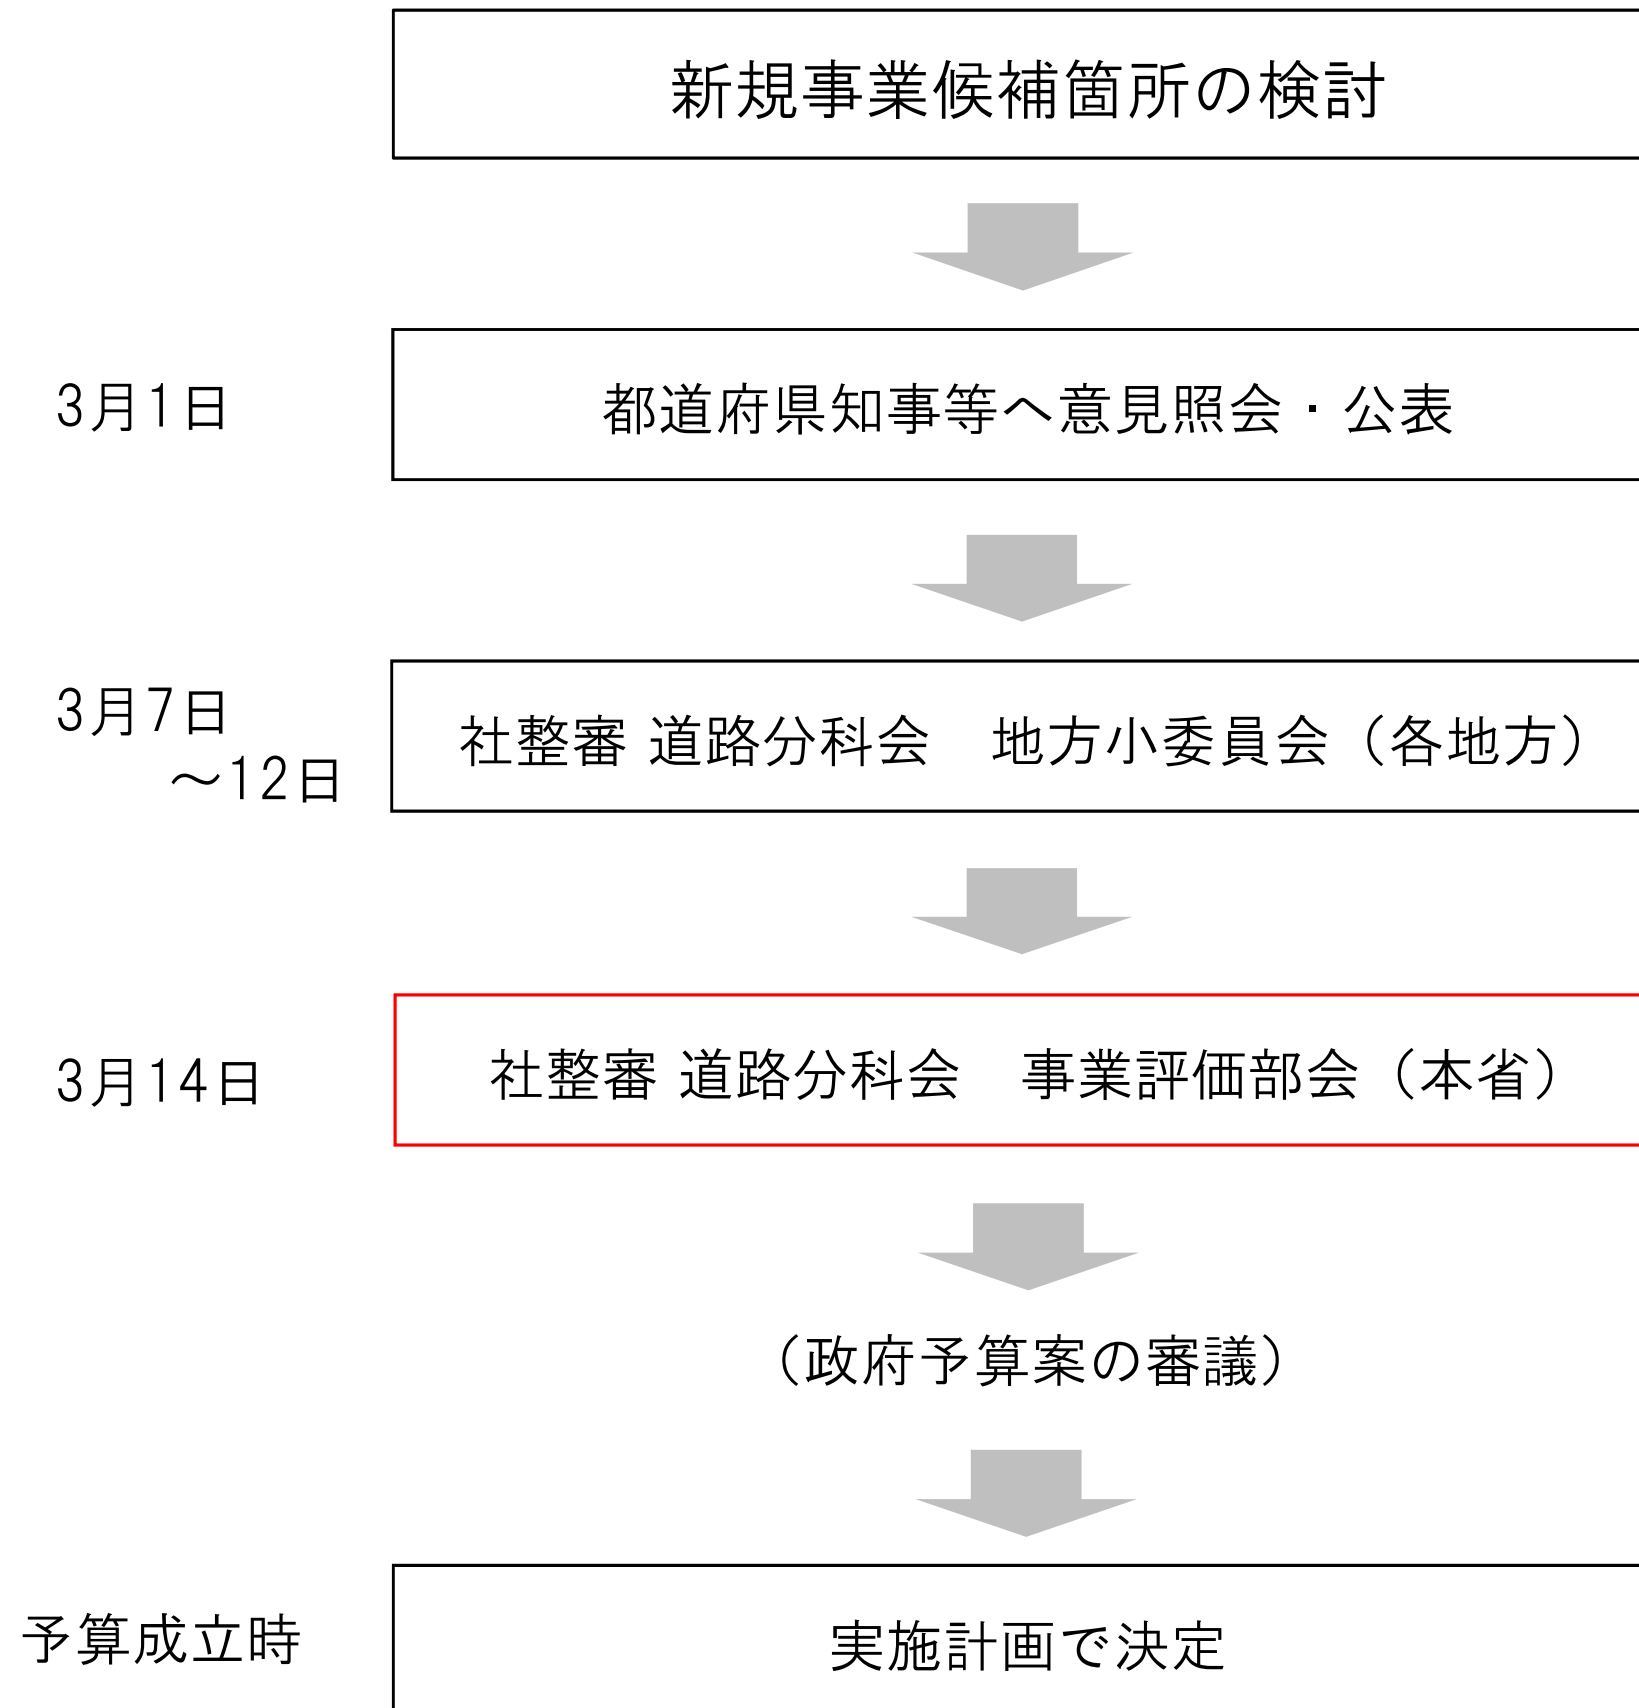 新規事業候補箇所の検討
3月1日
都道府県知事等へ意見照会・公表
3月7日
～12日
社整審 道路分科会　地方小委員会（各地方）
3月14日
社整審 道路分科会　事業評価部会（本省）
（政府予算案の審議）
予算成立時
実施計画で決定